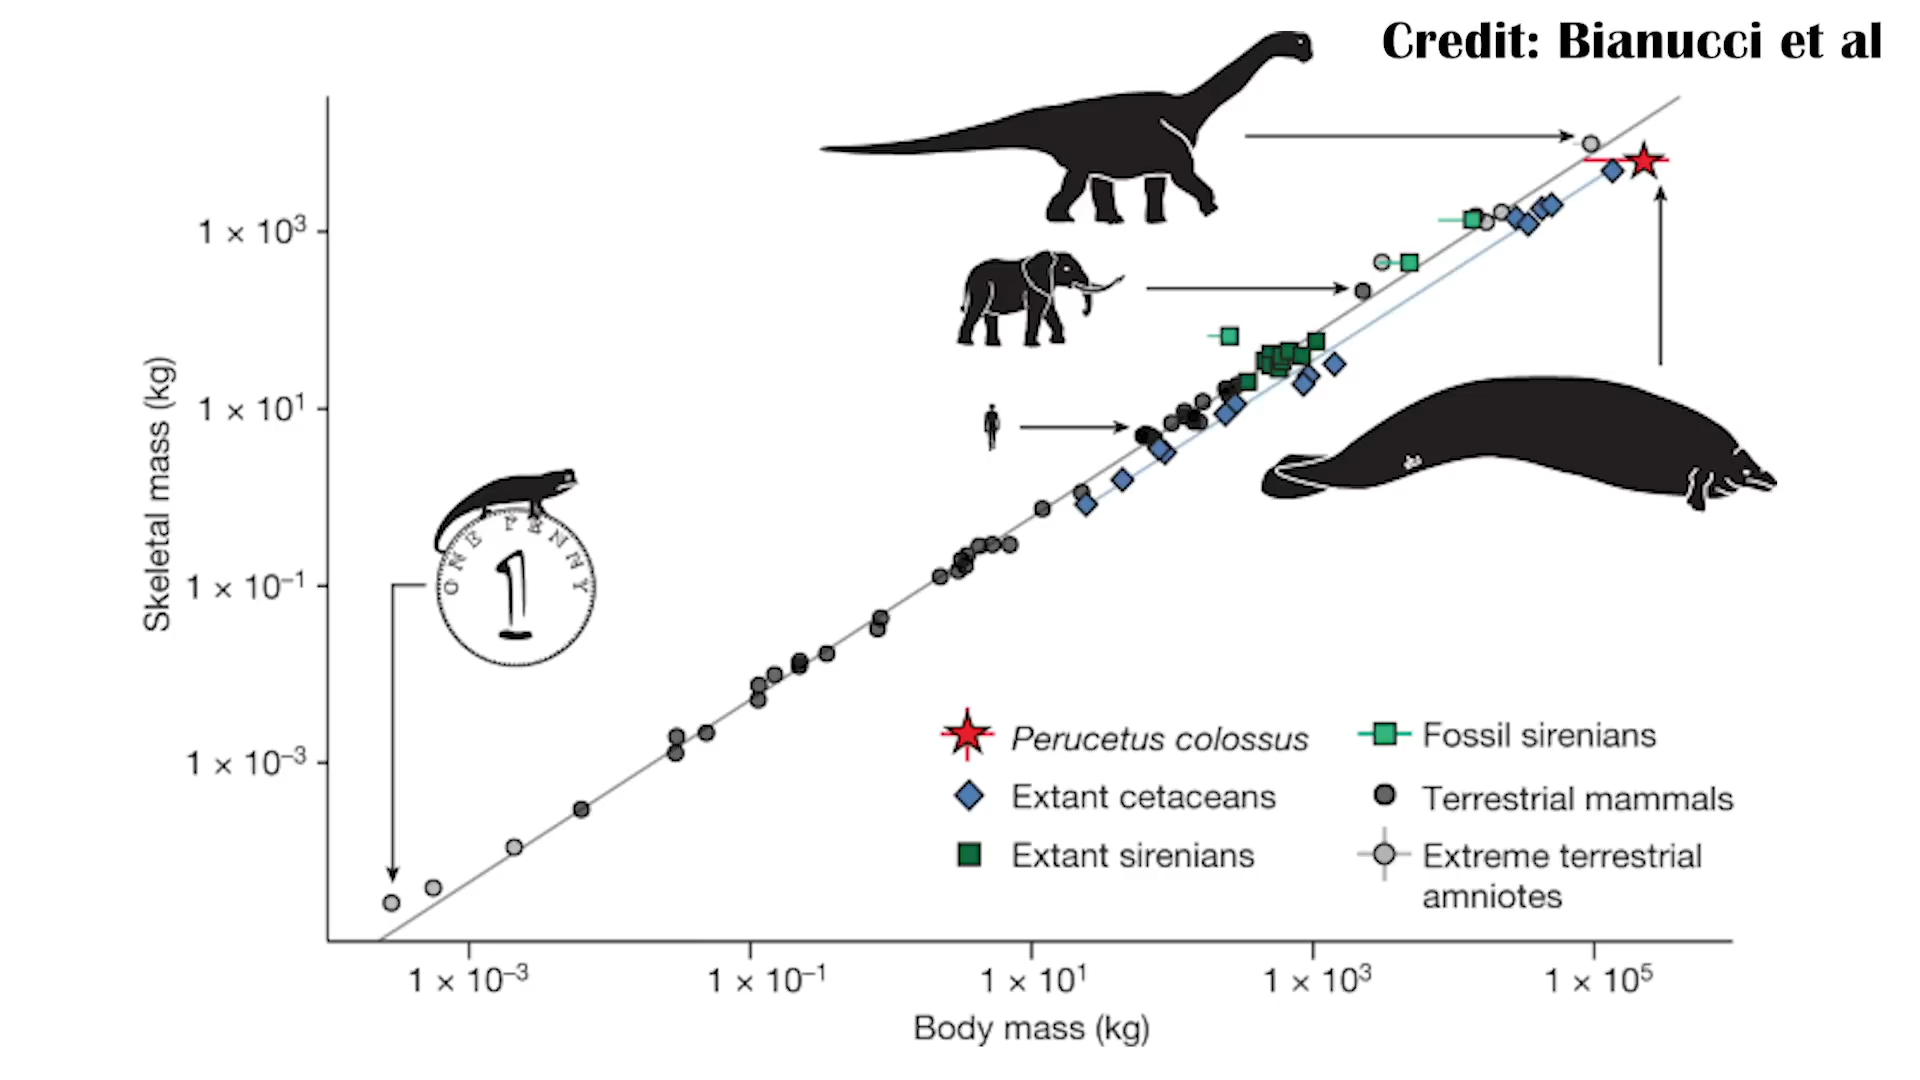 Credit: Bianucci et al
Skeletal mass (kg)
1 × 10³
1 × 10¹
1 × 10⁻¹
1 × 10⁻³
ONE PENNY
1
Perucetus colossus
Extant cetaceans
Extant sirenians
Fossil sirenians
Terrestrial mammals
Extreme terrestrial
amniotes
1 × 10⁻³
1 × 10⁻¹
1 × 10¹
1 × 10³
1 × 10⁵
Body mass (kg)